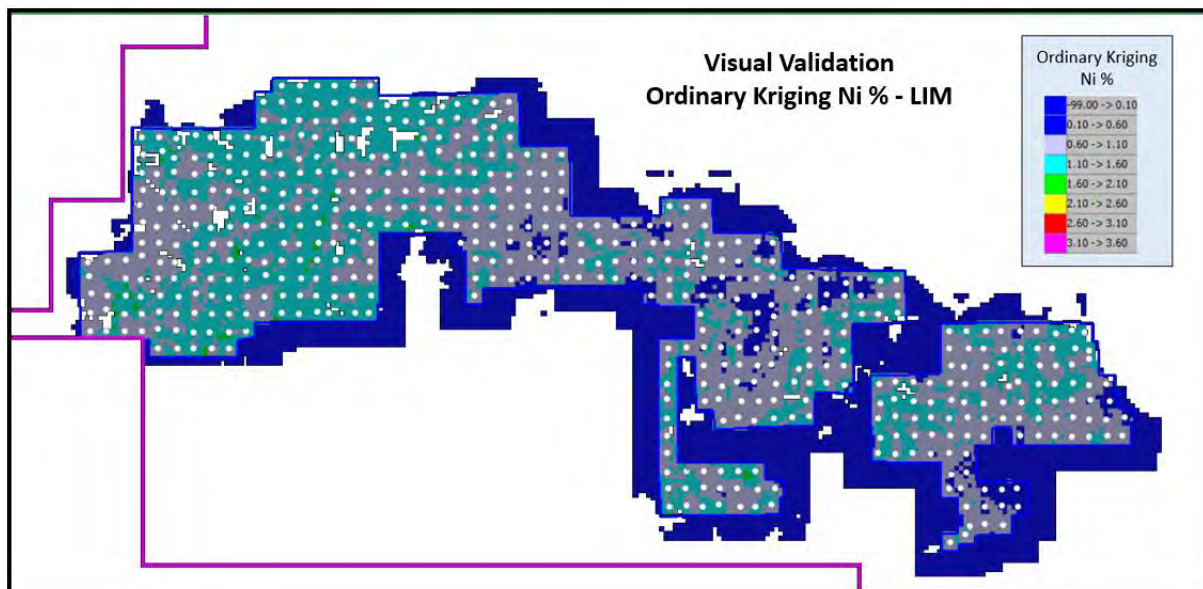 Visual Validation
Ordinary Kriging Ni % - LIM
Ordinary Kriging
Ni %
-99.00 -> 0.10
0.10 -> 0.60
0.60 -> 1.10
1.10 -> 1.60
1.60 -> 2.10
2.10 -> 2.60
2.60 -> 3.10
3.10 -> 3.60